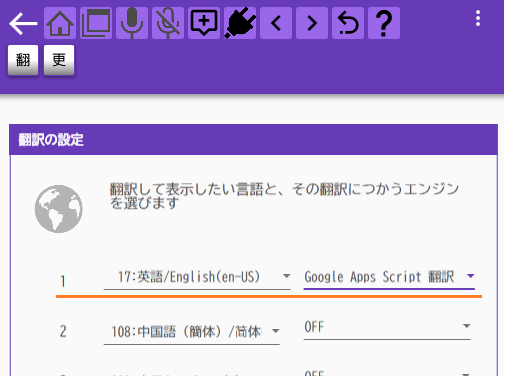 翻 更
翻訳の設定
翻訳して表示したい言語と、その翻訳につかうエンジン
を選びます
1 17:英語/English(en-US) Google Apps Script 翻訳
2 108:中国語 (簡体) /简体 OFF
OFF